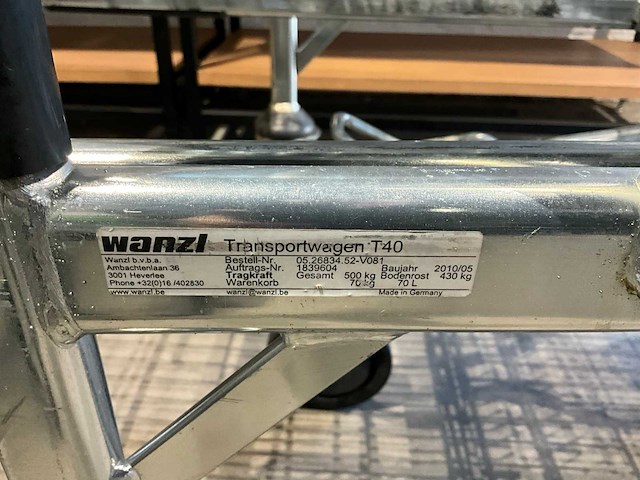 wanzl Transportwagen T40
Wanzl b.v.b.a. Bestell-Nr. 05.26834.52-V081
Ambachtenlaan 36 Auftrags-Nr. 1839604 Baujahr 2010/05
3001 Heverlee Tragkraft Gesamt 500 kg Bodenrost 430 kg
Phone +32(0)16 /402830 Warenkorb 70 kg 70 L
www.wanzl.be wanzl@wanzl.be Made in Germany